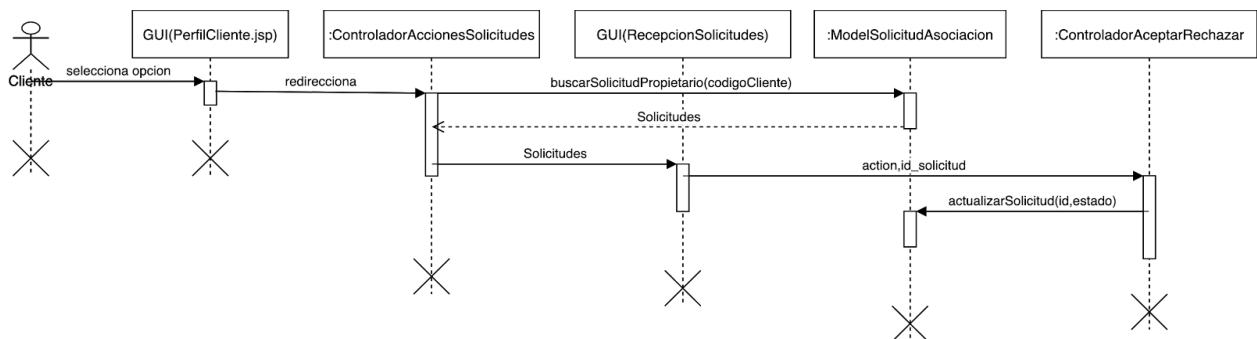 GUI(PerfilCliente.jsp)
:ControladorAccionesSolicitudes
GUI(RecepcionSolicitudes)
:ModelSolicitudAsociacion
:ControladorAceptarRechazar
Cliente
selecciona opcion
redirecciona
buscarSolicitudPropietario(codigoCliente)
Solicitudes
Solicitudes
action,id_solicitud
actualizarSolicitud(id,estado)